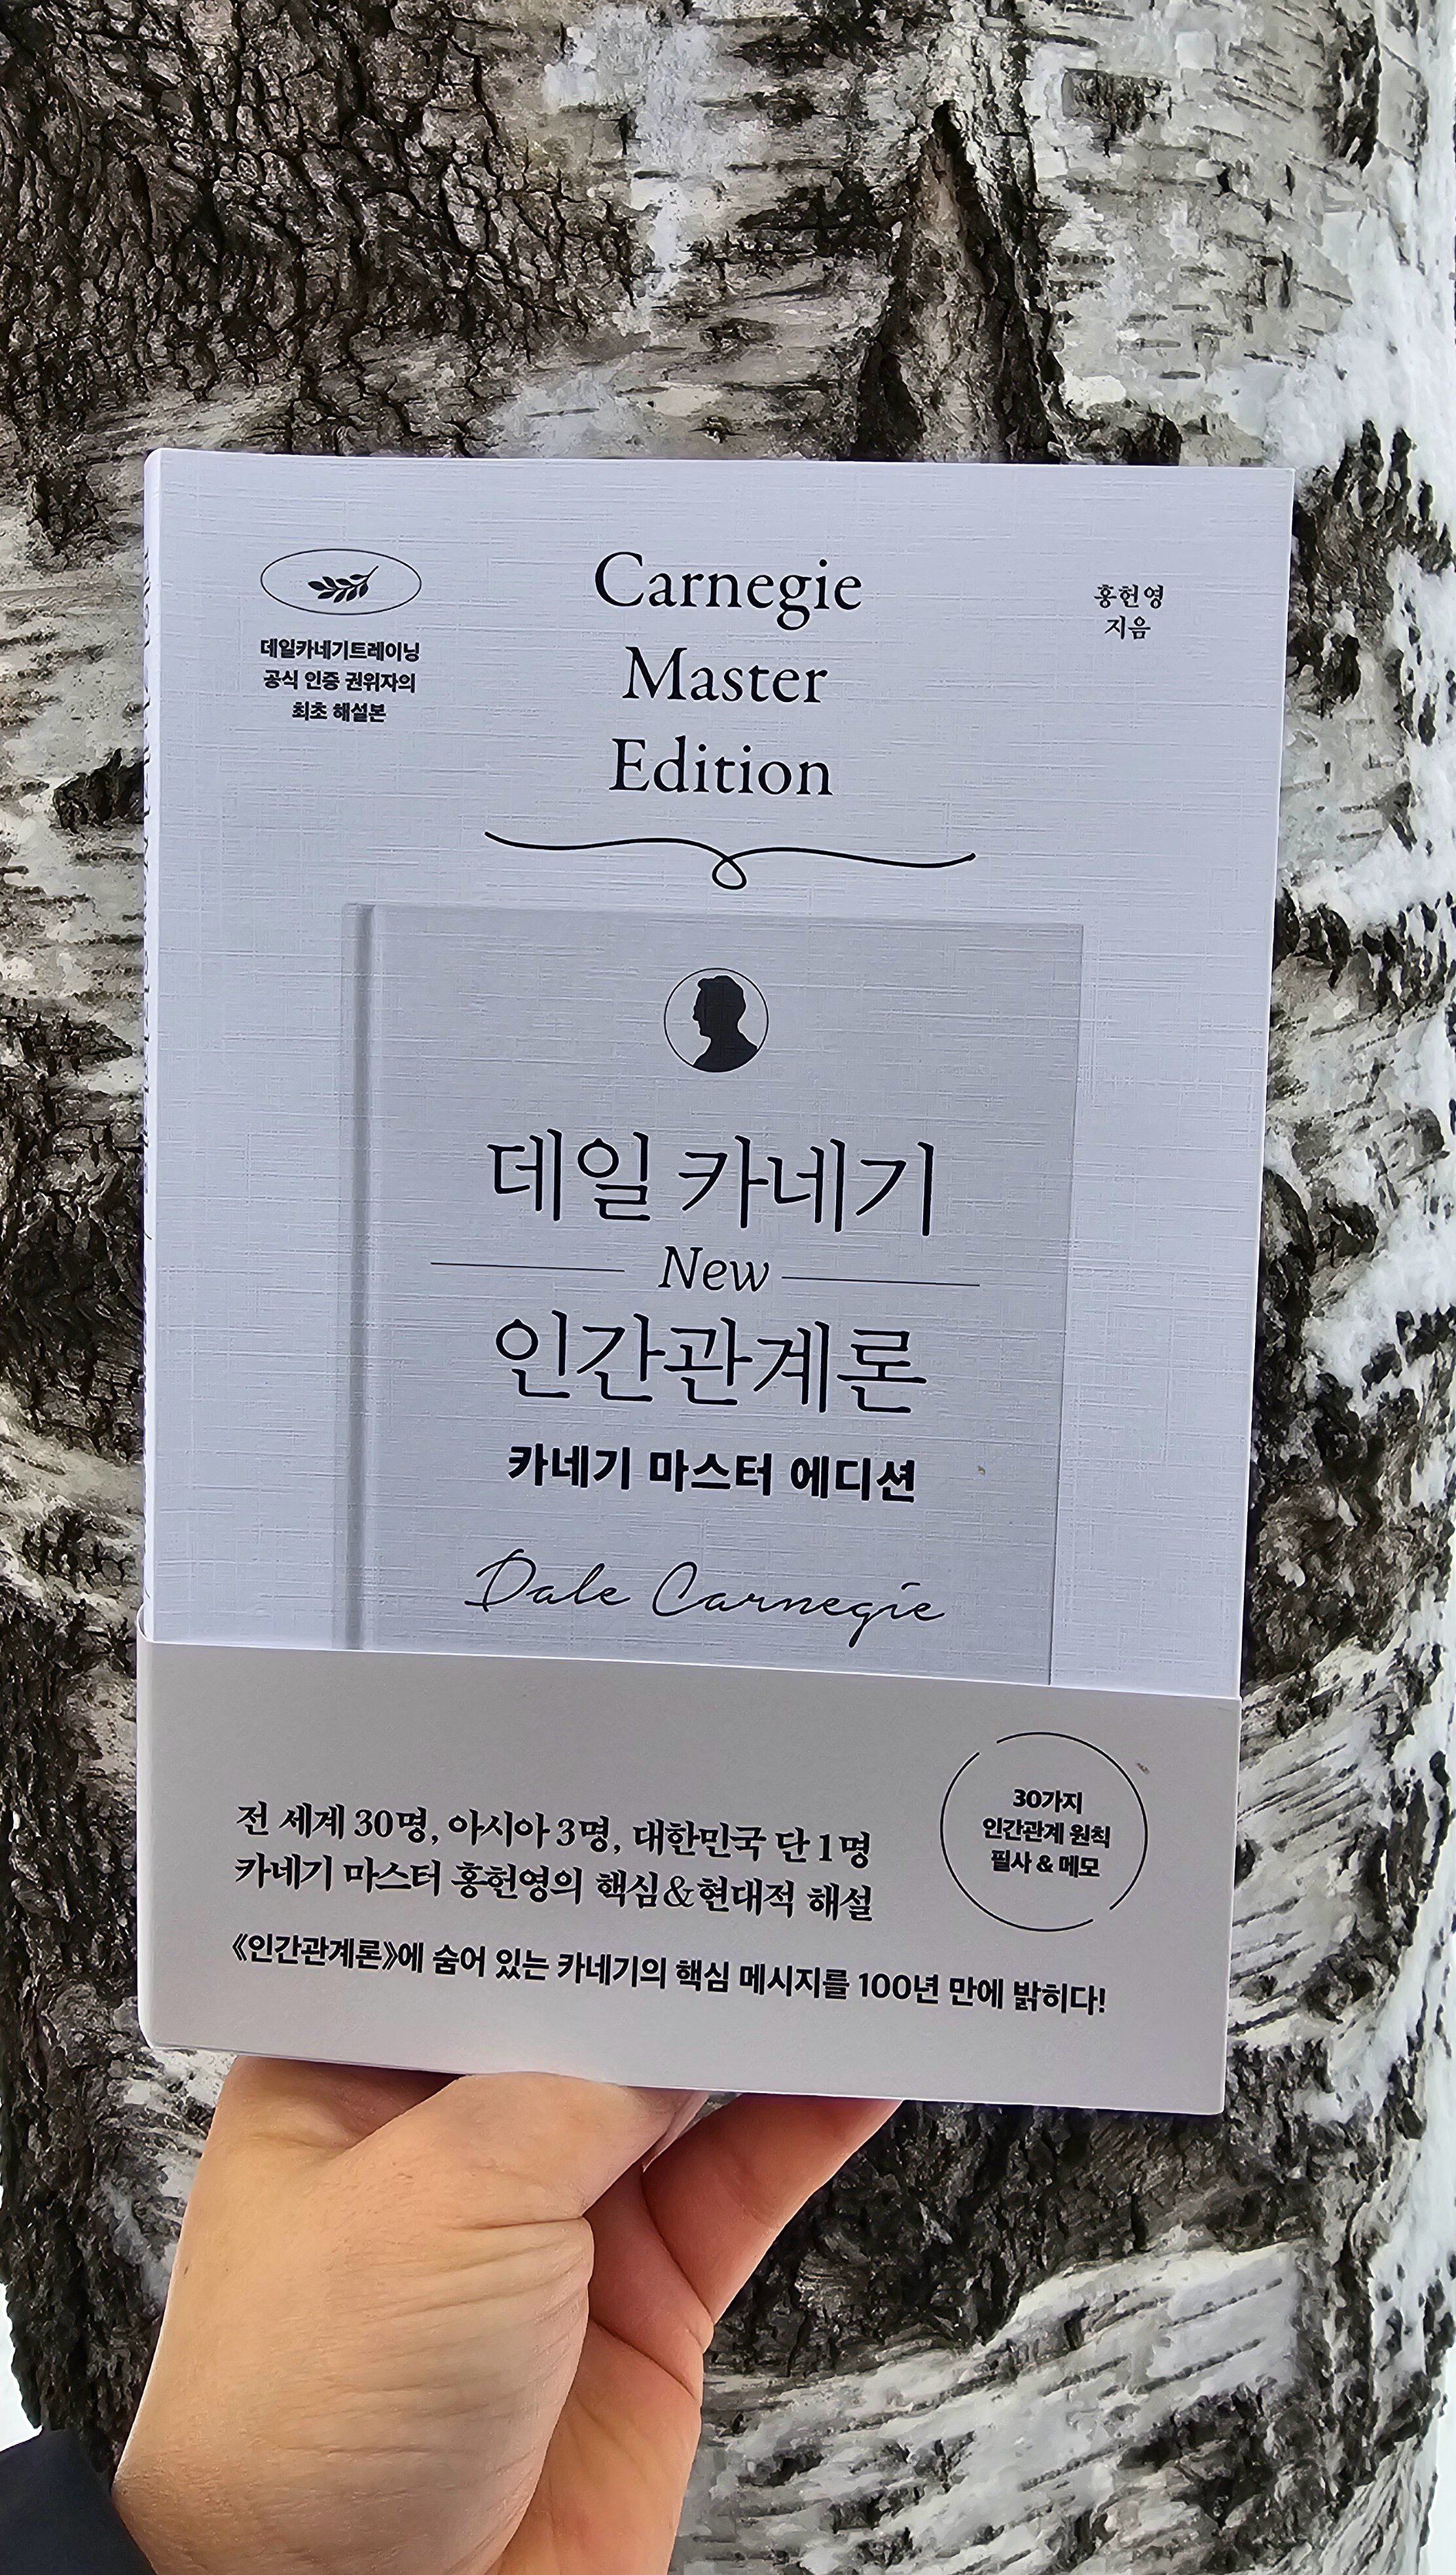 데일카네기트레이닝
공식 인증 권위자의
최초 해설본
Carnegie
Master
Edition
홍헌영
지음
데일 카네기
New
인간관계론
카네기 마스터 에디션
Dale Carnegie
전 세계 30명, 아시아 3명, 대한민국 단 1명
카네기 마스터 홍헌영의 핵심&현대적 해설
《인간관계론》에 숨어 있는 카네기의 핵심 메시지를 100년 만에 밝히다!
30가지
인간관계 원칙
필사 & 메모